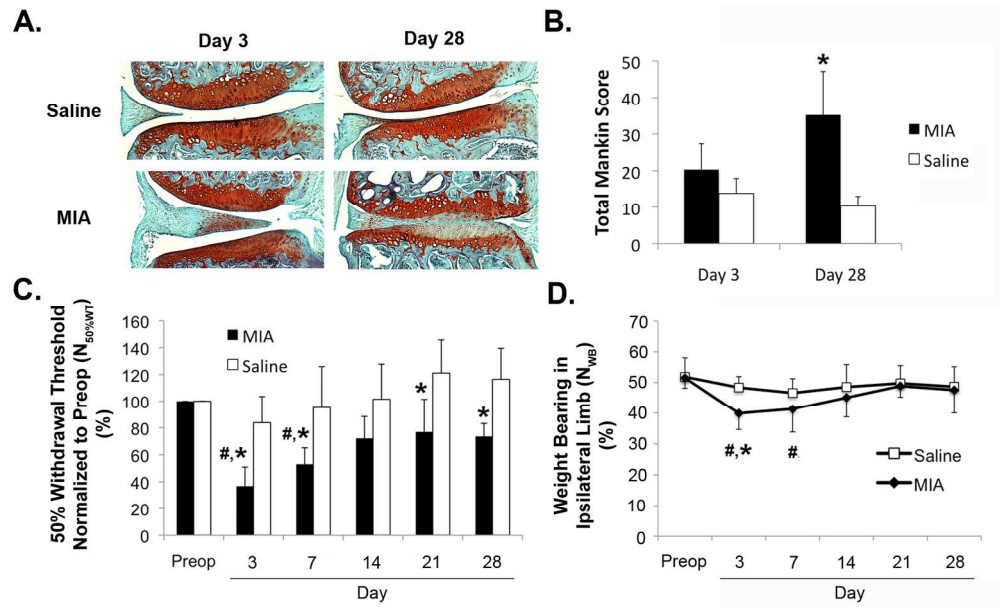 A.
Day 3
Day 28
Saline
MIA
B.
Total Mankin Score
50
40
30
20
10
0
*
MIA
Saline
Day 3
Day 28
C.
50% Withdrawal Threshold
Normalized to Preop (N50%WT)
(%)
160
140
120
100
80
60
40
20
0
MIA
Saline
#,*
#,*
*
*
Preop
3
7
14
21
28
Day
D.
Weight Bearing in
Ipsilateral Limb (NWB)
(%)
70
60
50
40
30
20
10
0
#,*
#
Saline
MIA
Preop
3
7
14
21
28
Day